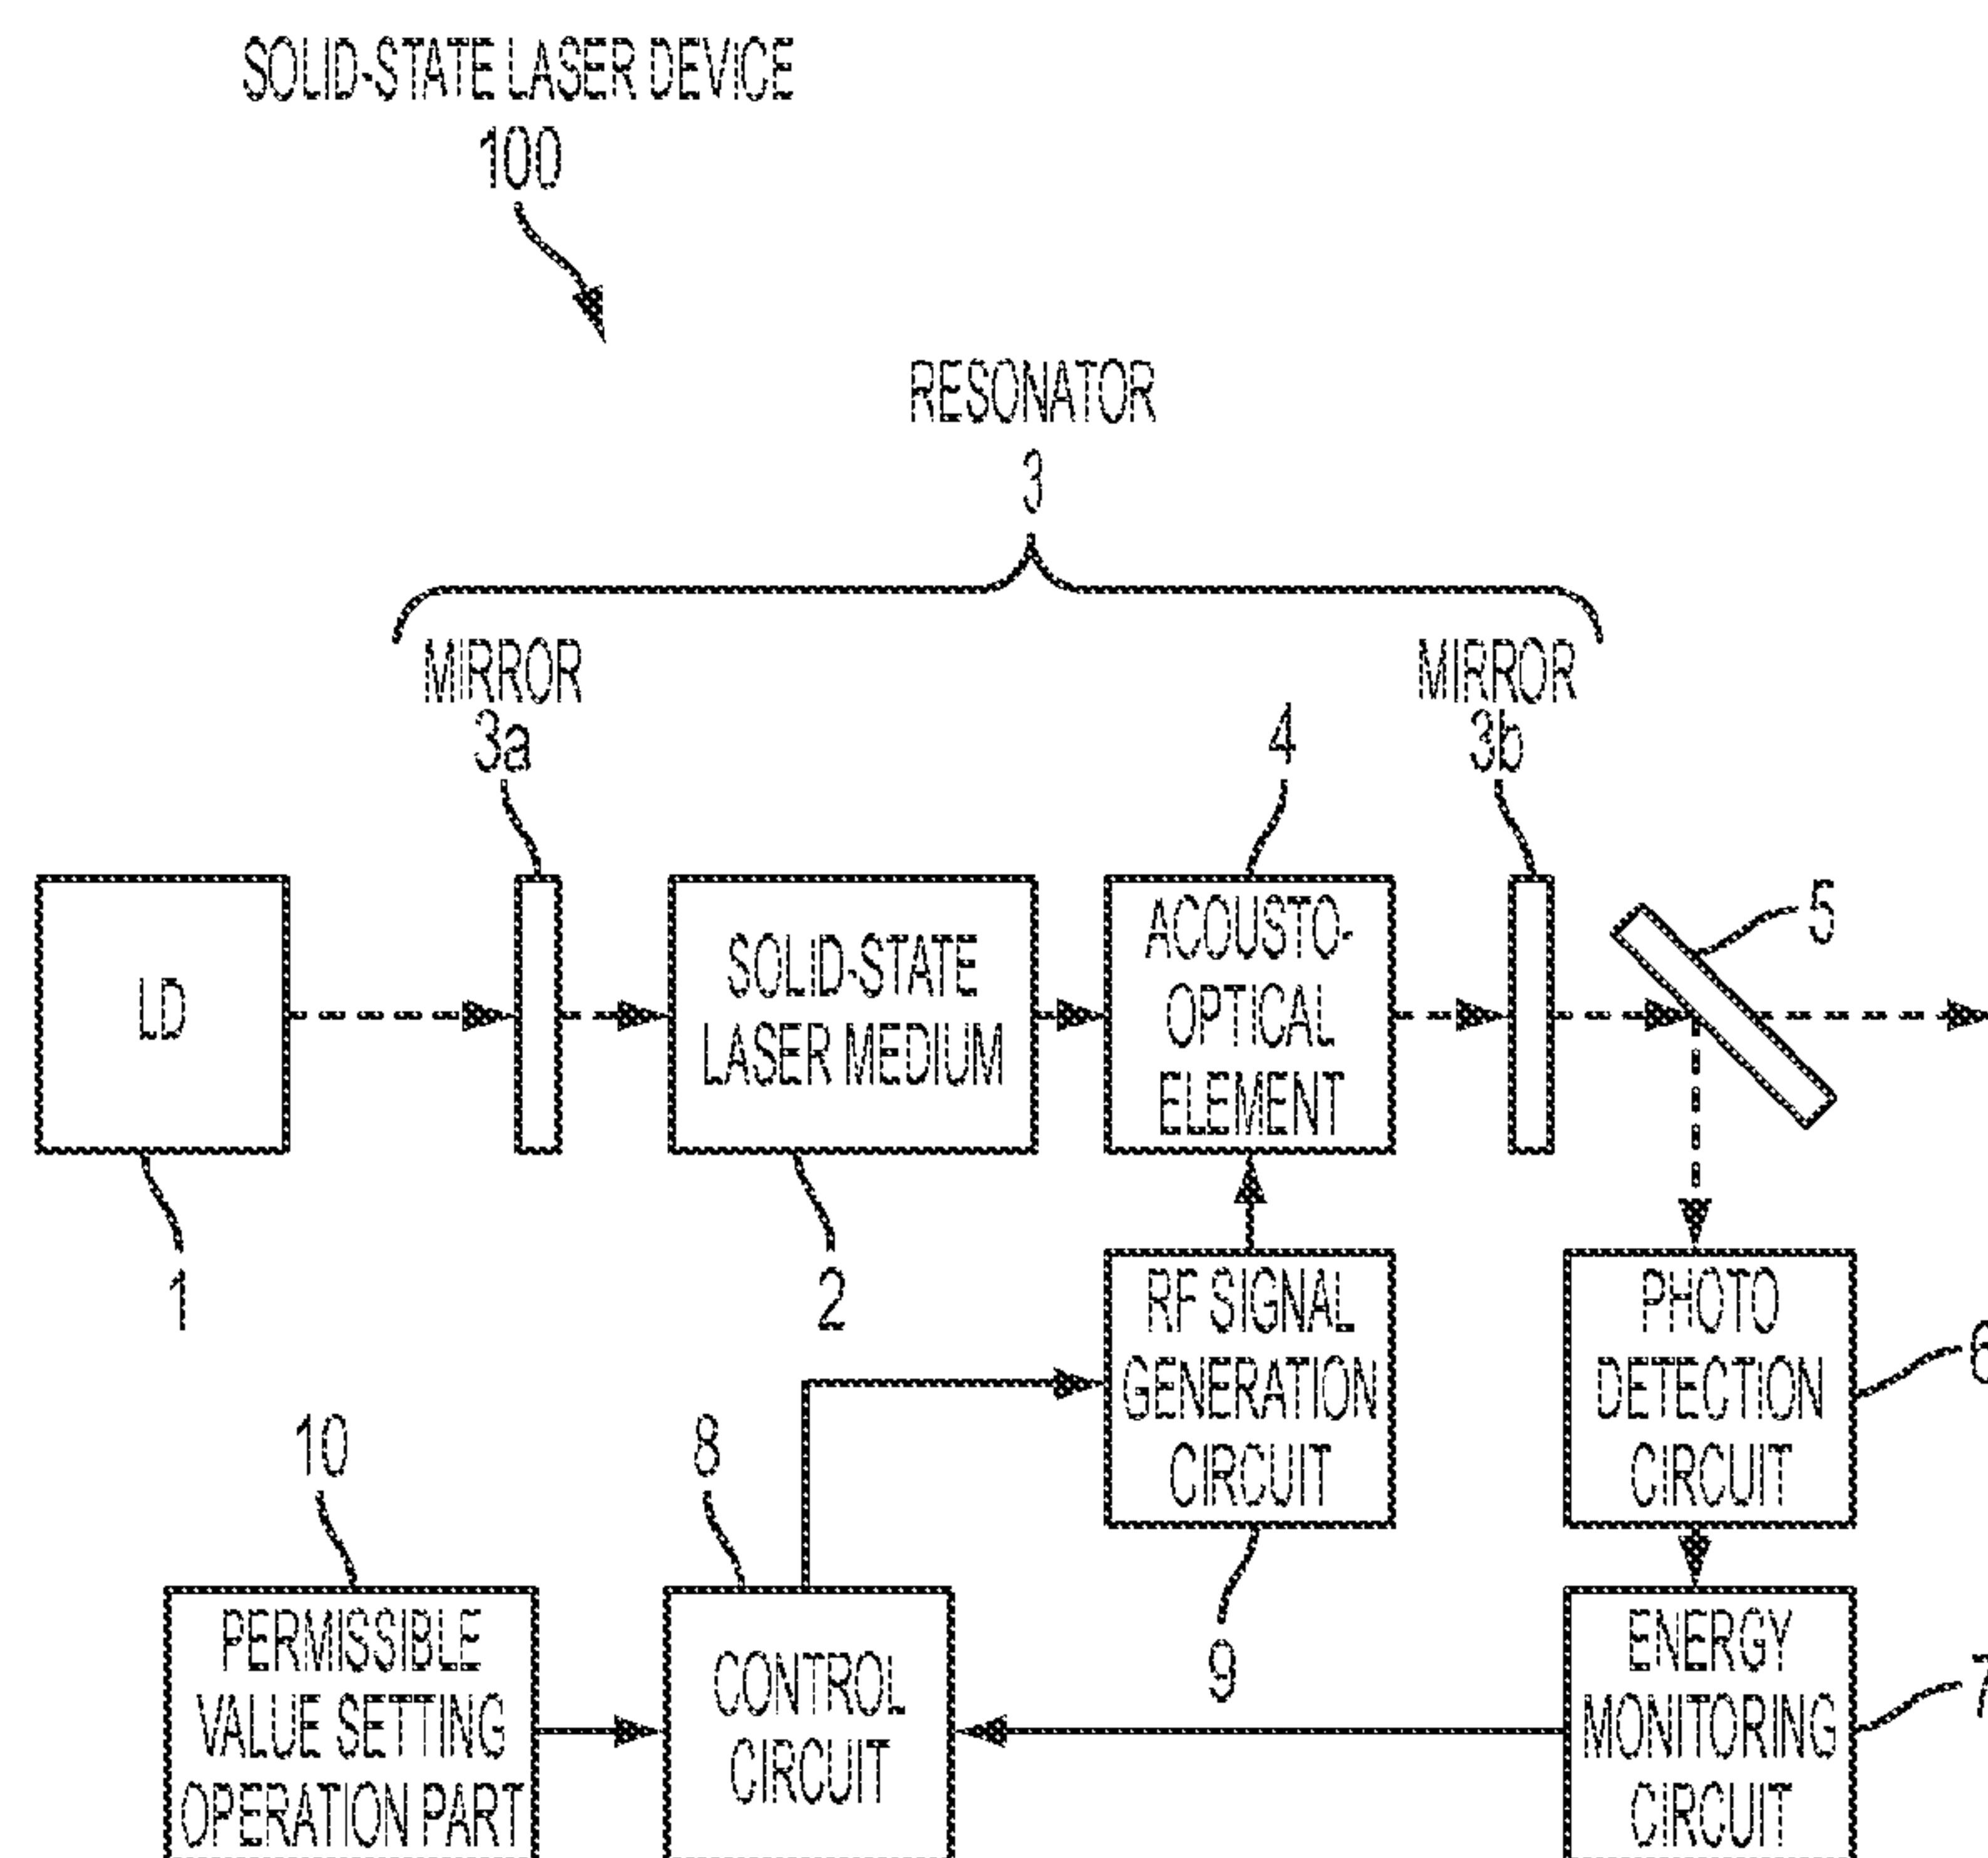 SOLID-STATE LASER DEVICE
100
RESONATOR
3
MIRROR
3a
MIRROR
3b
4
5
LD
SOLID-STATE
LASER MEDIUM
ACOUSTO-
OPTICAL
ELEMENT
1
2
RF SIGNAL
GENERATION
CIRCUIT
PHOTO
DETECTION
CIRCUIT
6
10
8
9
PERMISSIBLE
VALUE SETTING
OPERATION PART
CONTROL
CIRCUIT
ENERGY
MONITORING
CIRCUIT
7